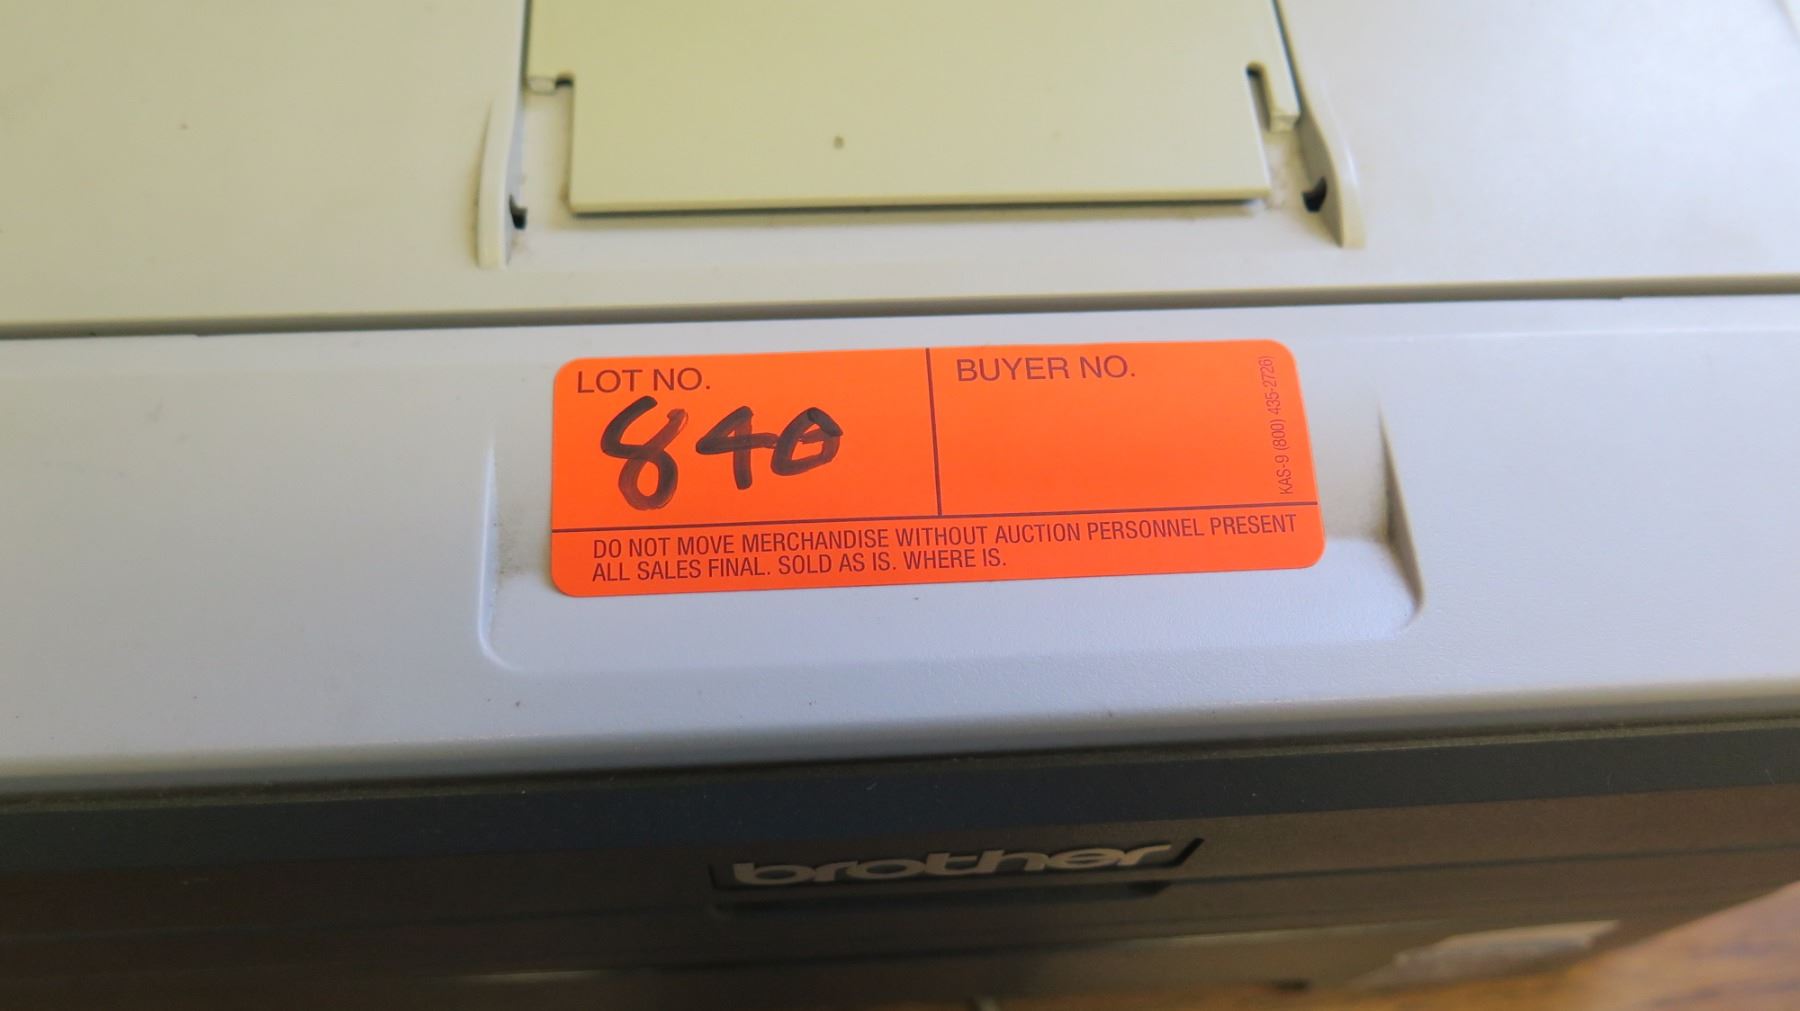 LOT NO.
840
BUYER NO.
KAS-9 (800) 435-2726)
DO NOT MOVE MERCHANDISE WITHOUT AUCTION PERSONNEL PRESENT
ALL SALES FINAL. SOLD AS IS. WHERE IS.
brother